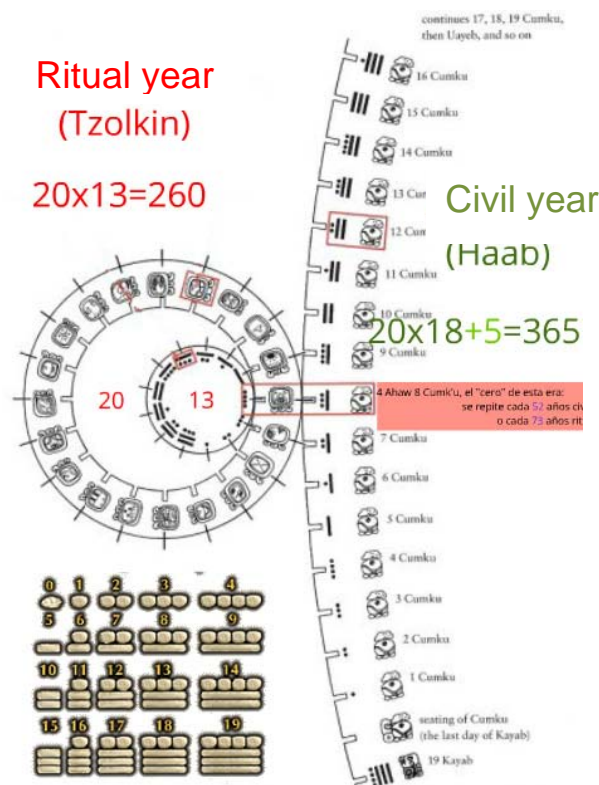 continues 17, 18, 19 Cumku,
then Uayeb, and so on
Ritual year
(Tzolkin)
20x13=260
16 Cumku
15 Cumku
14 Cumku
13 Cur
Civil year
12 Cum
(Haab)
11 Cumku
10 Cumku
20x18+5=365
9 Cumku
20
13
4 Ahaw 8 Cumk'u, el "cero" de esta era:
se repite cada 52 años civ
o cada 73 años rit
7 Cumku
6 Cumku
5 Cumku
4 Cumku
3 Cumku
2 Cumku
1 Cumku
seating of Cumku
(the last day of Kayab)
19 Kayab
0 1 2 3 4
5 6 7 8 9
10 11 12 13 14
15 16 17 18 19